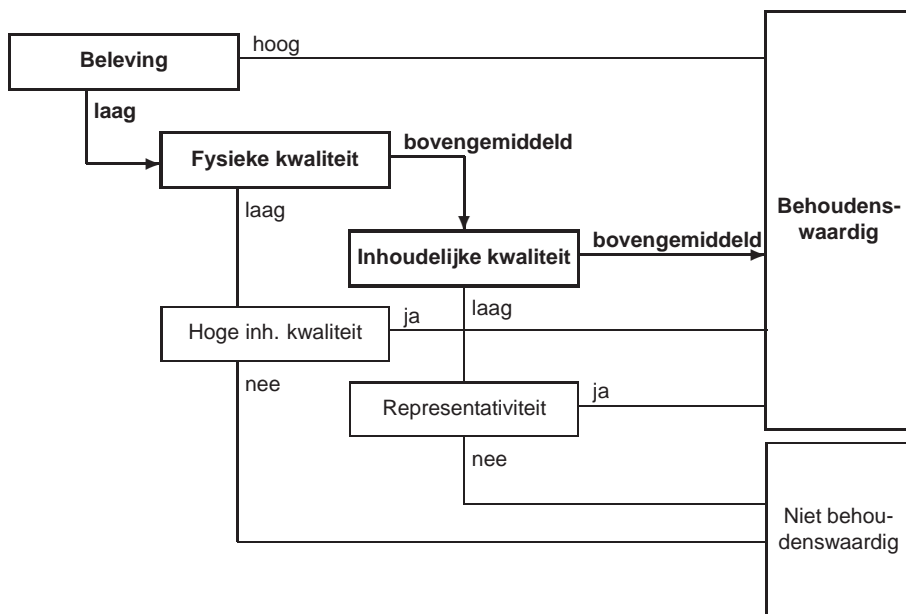 hoog
Beleving
laag
bovengemiddeld
Fysieke kwaliteit
laag
Behoudens-
waardig
bovengemiddeld
Inhoudelijke kwaliteit
laag
ja
Hoge inh. kwaliteit
nee
ja
Representativiteit
nee
Niet behou-
denswaardig